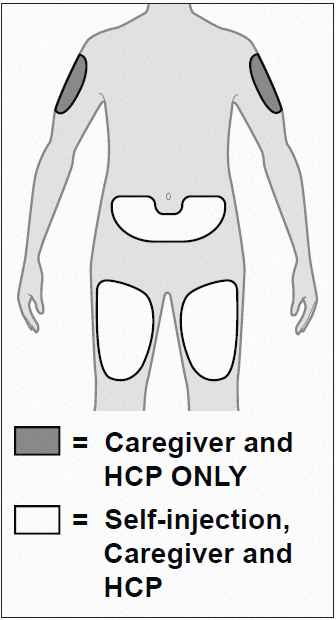 = Caregiver and
HCP ONLY
= Self-injection,
Caregiver and
HCP